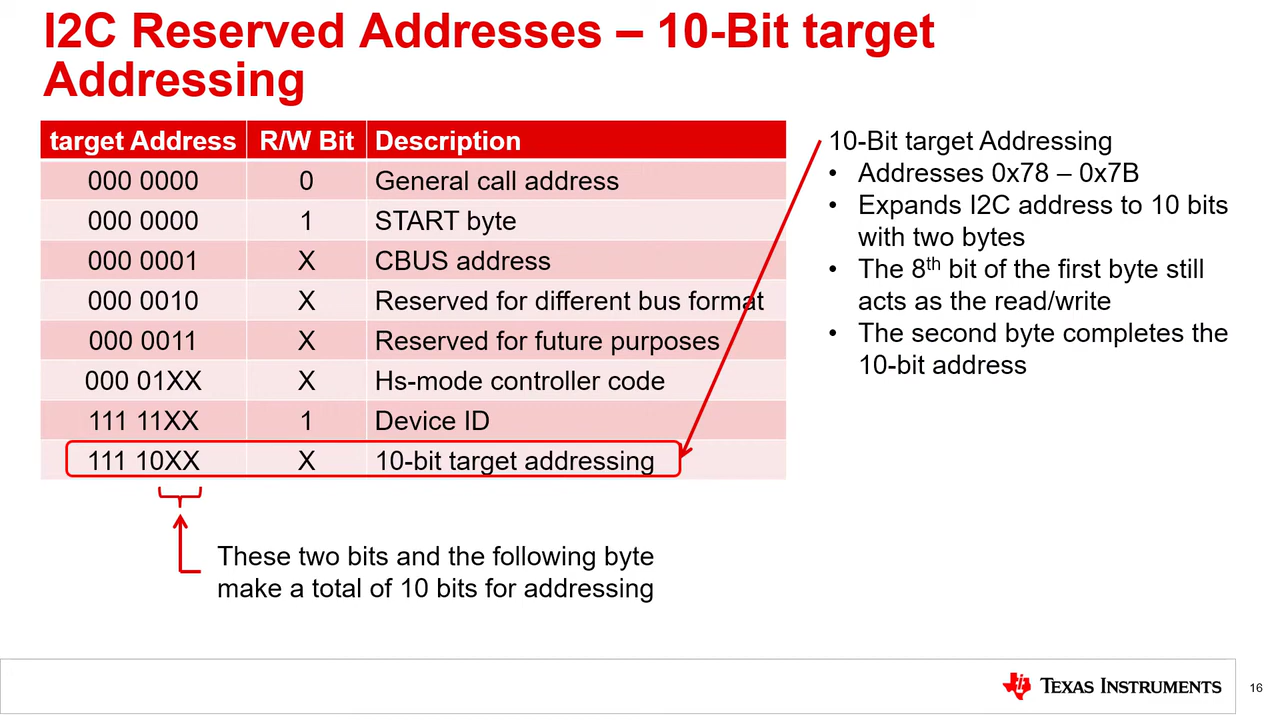 I2C Reserved Addresses – 10-Bit target
Addressing
target Address R/W Bit Description
000 0000 0 General call address
000 0000 1 START byte
000 0001 X CBUS address
000 0010 X Reserved for different bus format
000 0011 X Reserved for future purposes
000 01XX X Hs-mode controller code
111 11XX 1 Device ID
111 10XX X 10-bit target addressing
These two bits and the following byte
make a total of 10 bits for addressing
10-Bit target Addressing
• Addresses 0x78 – 0x7B
• Expands I2C address to 10 bits
with two bytes
• The 8th bit of the first byte still
acts as the read/write
• The second byte completes the
10-bit address
TEXAS INSTRUMENTS
16